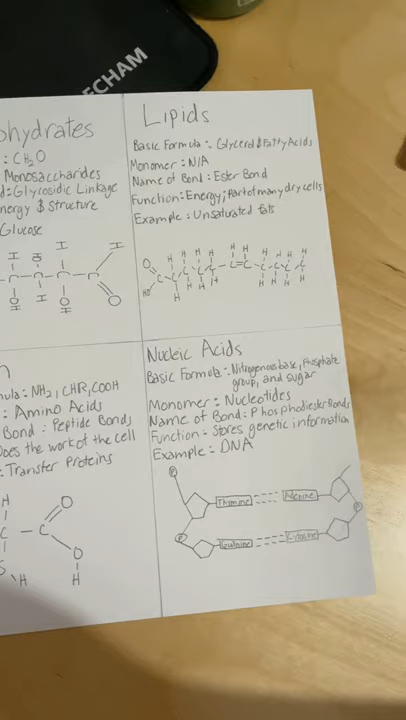 CHAM
ohydrates
: CH₂O
Monosaccharides
d: Glycosidic Linkage
nergy & Structure
Glucose
Lipids
Basic Formula: Glycerol & Fatty Acids
Monomer: N/A
Name of Bond: Ester Bond
Function: Energy; Part of many dry cells
Example: Unsaturated fats
n
mula: NH₂, CHR, COOH
: Amino Acids
Bond: Peptide Bonds
Does the work of the cell
: Transfer Proteins
Nucleic Acids
Basic Formula: Nitrogenous base, Phosphate
group, and sugar
Monomer: Nucleotides
Name of Bond: Phosphodiester Bonds
Function: Stores genetic information
Example: DNA
Thymine Adenine
Guanine Cytosine